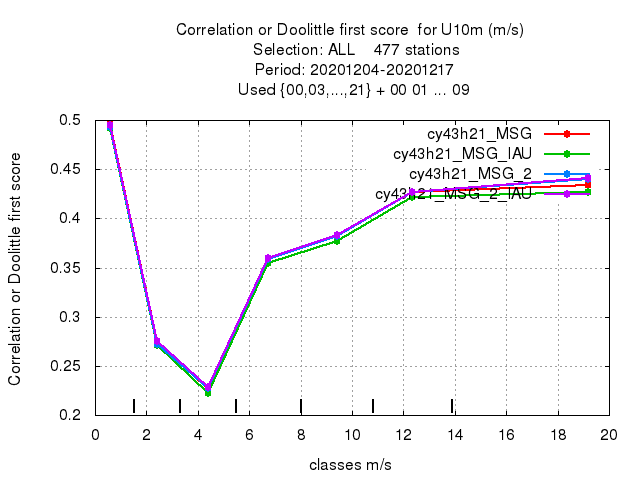 Correlation or Doolittle first score  for U10m (m/s)
Selection: ALL    477 stations
Period: 20201204-20201217
Used {00,03,...,21} + 00 01 ... 09
Correlation or Doolittle first score
0.5
0.45
0.4
0.35
0.3
0.25
0.2
cy43h21_MSG
cy43h21_MSG_IAU
cy43h21_MSG_2
cy43h21_MSG_2_IAU
0 2 4 6 8 10 12 14 16 18 20
classes m/s